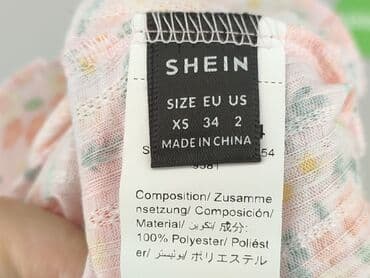 SHEIN
SIZE EU US
XS 34 2
MADE IN CHINA
Composition/ Zusamme
nsetzung/ Composición/
Material/ تكوين/ 成分:
100% Polyester/ Poliést
er/ بوليستر/ ポリエステル